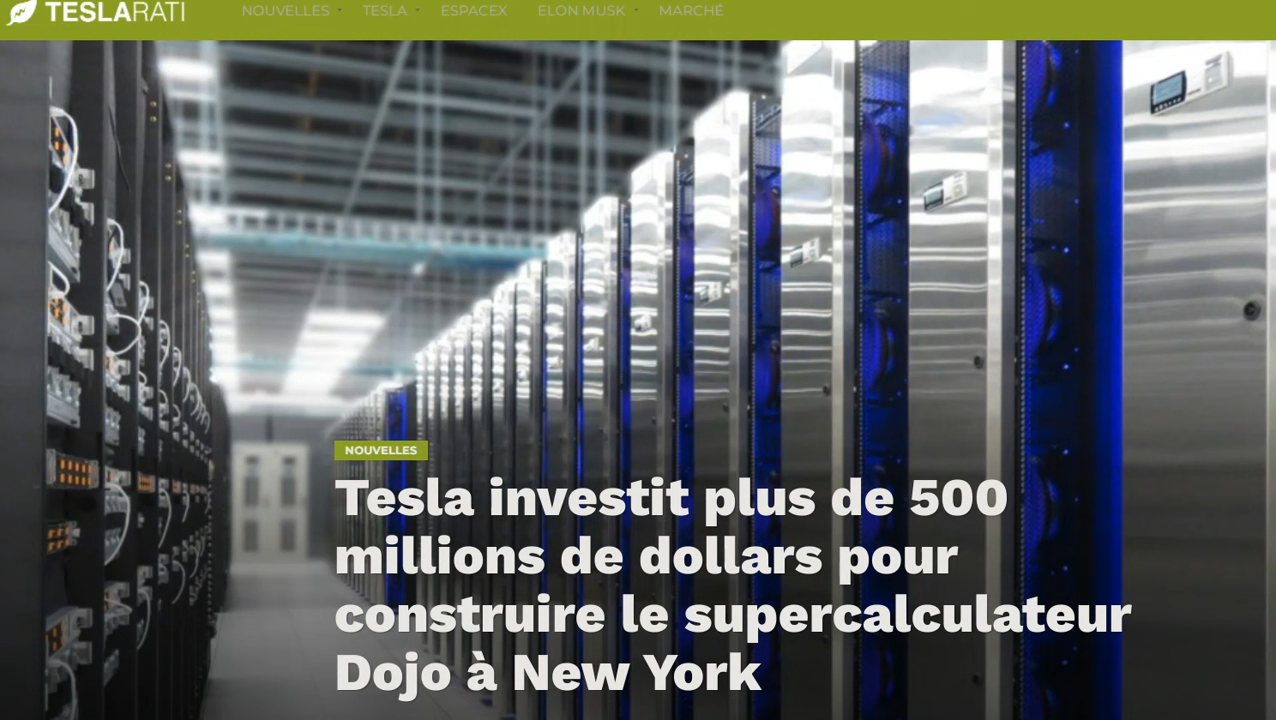 TESLARATI
NOUVELLES TESLA ESPACEX ELON MUSK MARCHÉ
NOUVELLES
Tesla investit plus de 500
millions de dollars pour
construire le supercalculateur
Dojo à New York